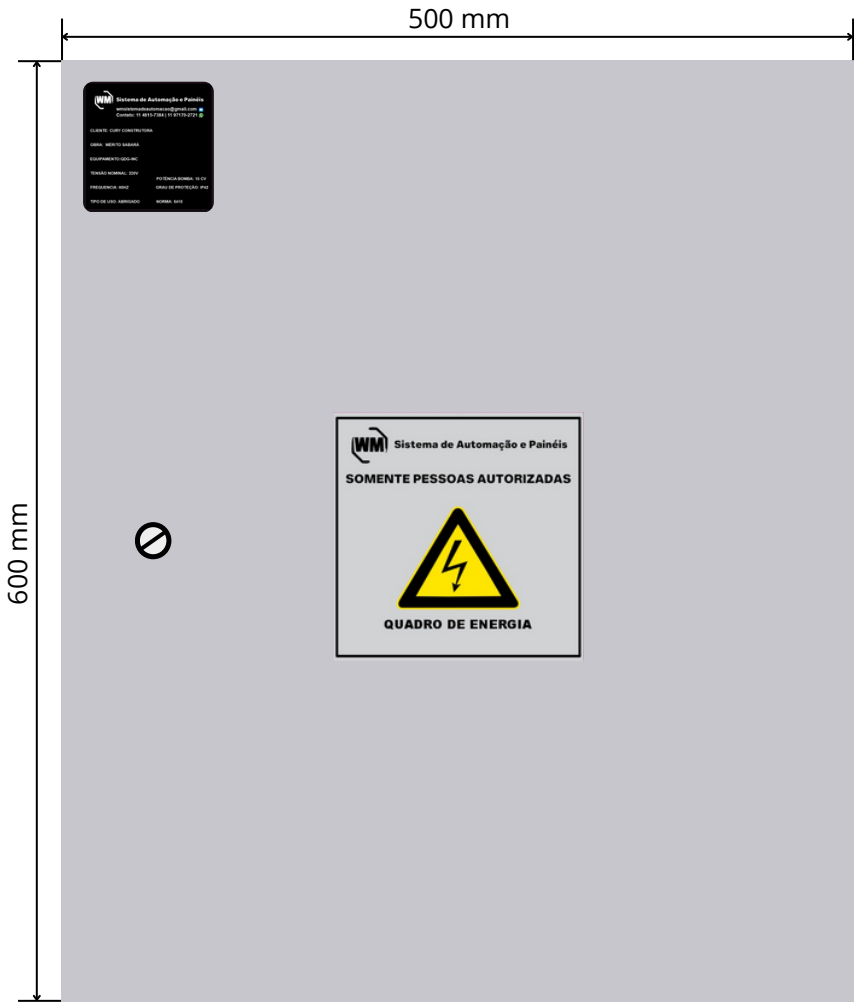 500 mm
WM Sistema de Automação e Painéis
wmsistemadeautomacao@gmail.com
Contato: 11 4815-7384 | 11 97170-2721
CLIENTE: CURY CONSTRUTORA
OBRA: MÉRITO SABARÁ
EQUIPAMENTO:QDG-INC
TENSÃO NOMINAL: 220V
POTÊNCIA BOMBA: 15 CV
FREQUENCIA: 60HZ GRAU DE PROTEÇÃO: IP42
TIPO DE USO: ABRIGADO NORMA: 5410
600 mm
WM Sistema de Automação e Painéis
SOMENTE PESSOAS AUTORIZADAS
QUADRO DE ENERGIA